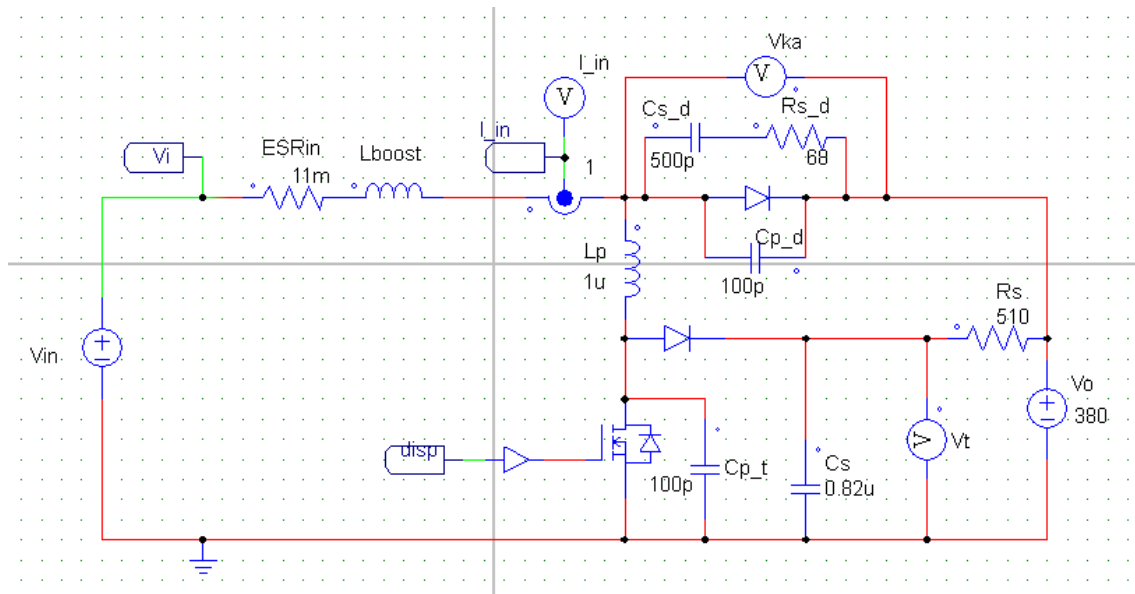 Vka
I_in
V
V
Cs_d
Rs_d
I_in
Vi
ESRin
Lboost
1
500p
68
11m
Lp
Cp_d
1u
100p
Rs
510
Vin
Vo
380
disp
V
Vt
100p
Cp_t
Cs
0.82u